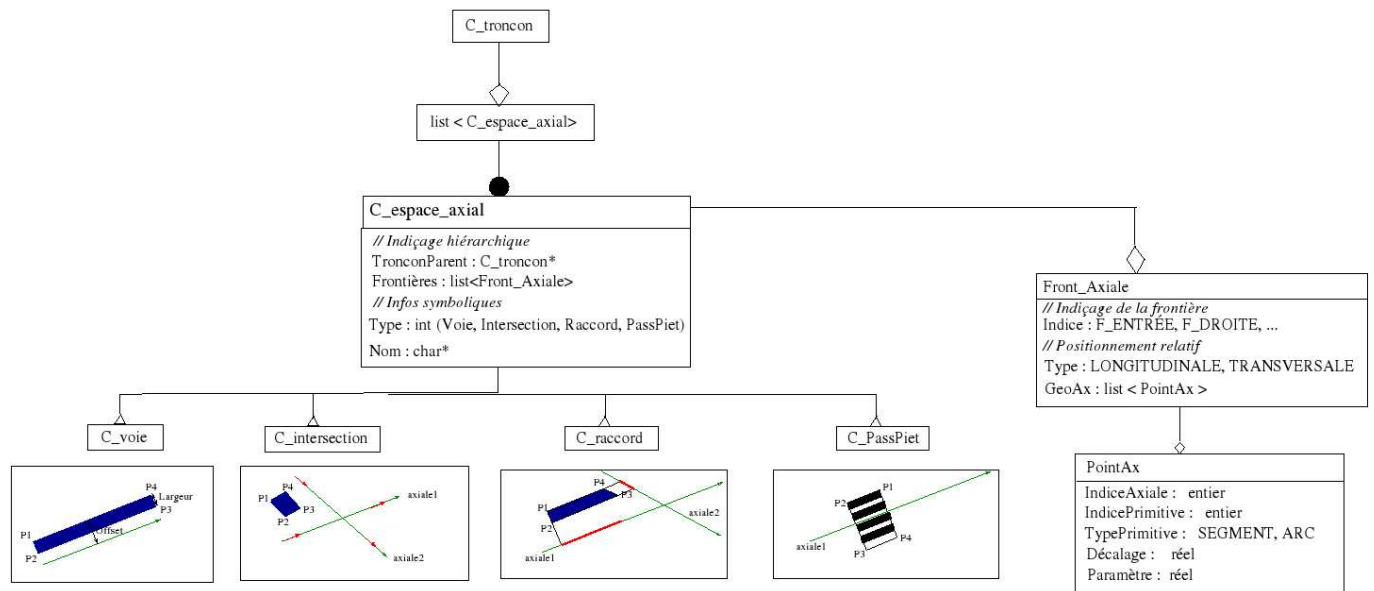 C_troncon
list < C_espace_axial>
C_espace_axial
// Indiçage hiérarchique
TronconParent : C_troncon*
Frontières : list<Front_Axiale>
// Infos symboliques
Type : int (Voie, Intersection, Raccord, PassPiet)
Nom : char*
Front_Axiale
// Indiçage de la frontière
Indice : F_ENTRÉE, F_DROITE, ...
// Positionnement relatif
Type : LONGITUDINALE, TRANSVERSALE
GeoAx : list < PointAx >
C_voie
C_intersection
C_raccord
C_PassPiet
PointAx
IndiceAxiale : entier
IndicePrimitive : entier
TypePrimitive : SEGMENT, ARC
Décalage : réel
Paramètre : réel
P4
Largeur
P3
P1
Offset
P2
P4
P1
P3
P2
axiale1
axiale2
P4
P3
P1
P2
axiale2
axiale1
P1
P2
P4
P3
axiale1